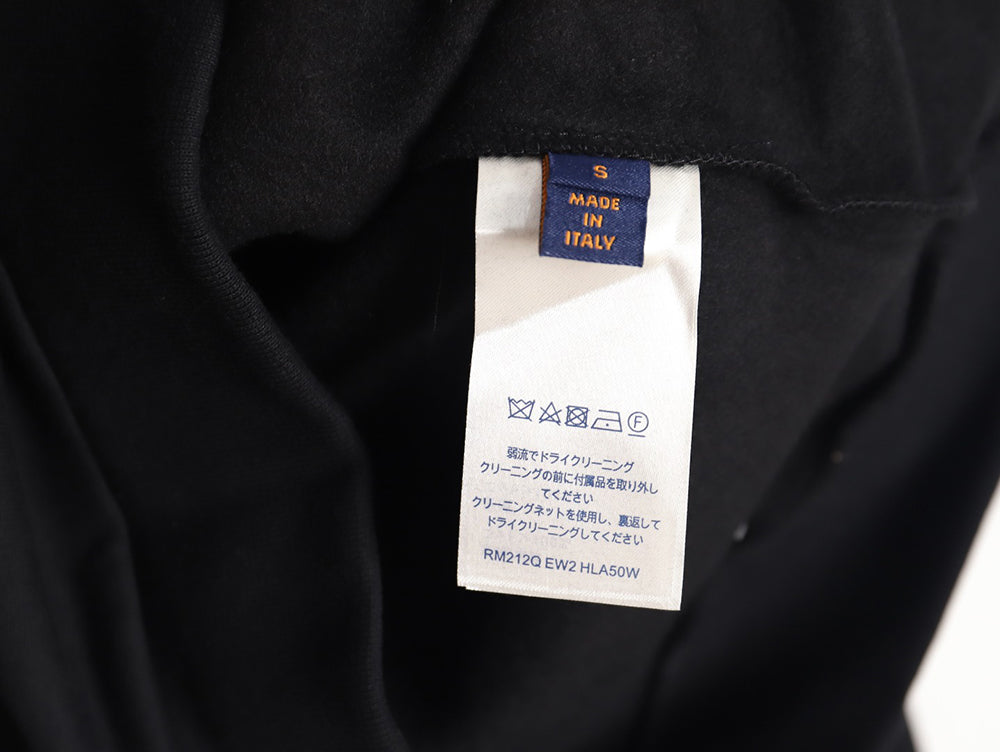 S
MADE
IN
ITALY
F
弱流でドライクリーニング
クリーニングの前に付属品を取り外し
てください
クリーニングネットを使用し、裏返して
ドライクリーニングしてください
RM212Q EW2 HLA50W